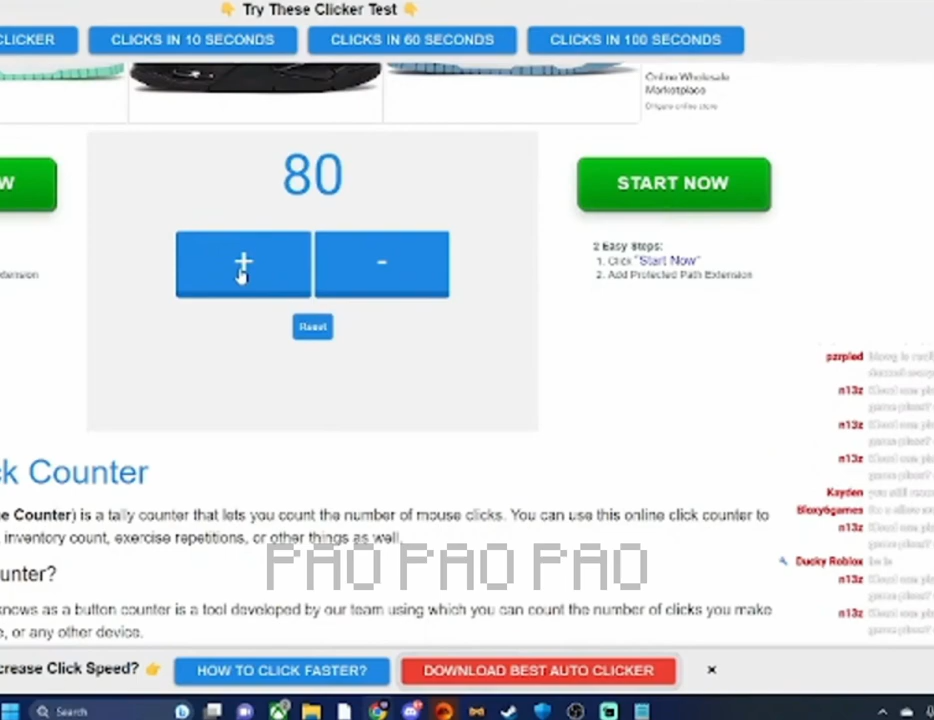 👇 Try These Clicker Test 👇
CLICKER
CLICKS IN 10 SECONDS
CLICKS IN 60 SECONDS
CLICKS IN 100 SECONDS
Online Wholesale
Marketplace
80
W
START NOW
+
-
2 Easy Steps:
1. Click "Start Now"
2. Add Protected Path Extension
Reset
pzrpled
n13z
n13z
n13z
Kayden
Bloxy6games
n13z
Ducky Roblox
n13z
n13z
k Counter
e Counter) is a tally counter that lets you count the number of mouse clicks. You can use this online click counter to
inventory count, exercise repetitions, or other things as well.
PAO PAO PAO
unter?
knows as a button counter is a tool developed by our team using which you can count the number of clicks you make
e, or any other device.
crease Click Speed? 👉
HOW TO CLICK FASTER?
DOWNLOAD BEST AUTO CLICKER
×
Search